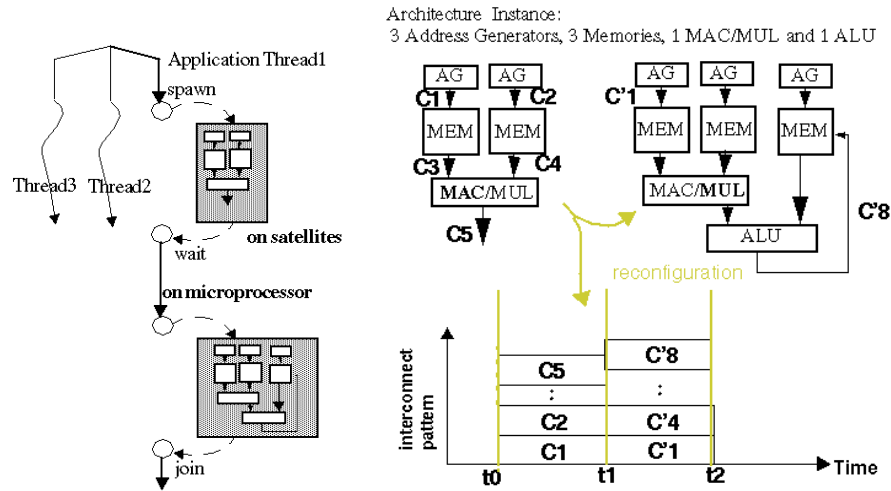 Architecture Instance:
3 Address Generators, 3 Memories, 1 MAC/MUL and 1 ALU
Application Thread1
spawn
Thread3
Thread2
on satellites
wait
on microprocessor
join
AG
AG
C1
C2
MEM
MEM
C3
C4
MAC/MUL
C5
AG
AG
AG
C'1
MEM
MEM
MEM
MAC/MUL
ALU
C'8
reconfiguration
interconnect
pattern
C5
C'8
:
:
C2
C'4
C1
C'1
t0
t1
t2
Time